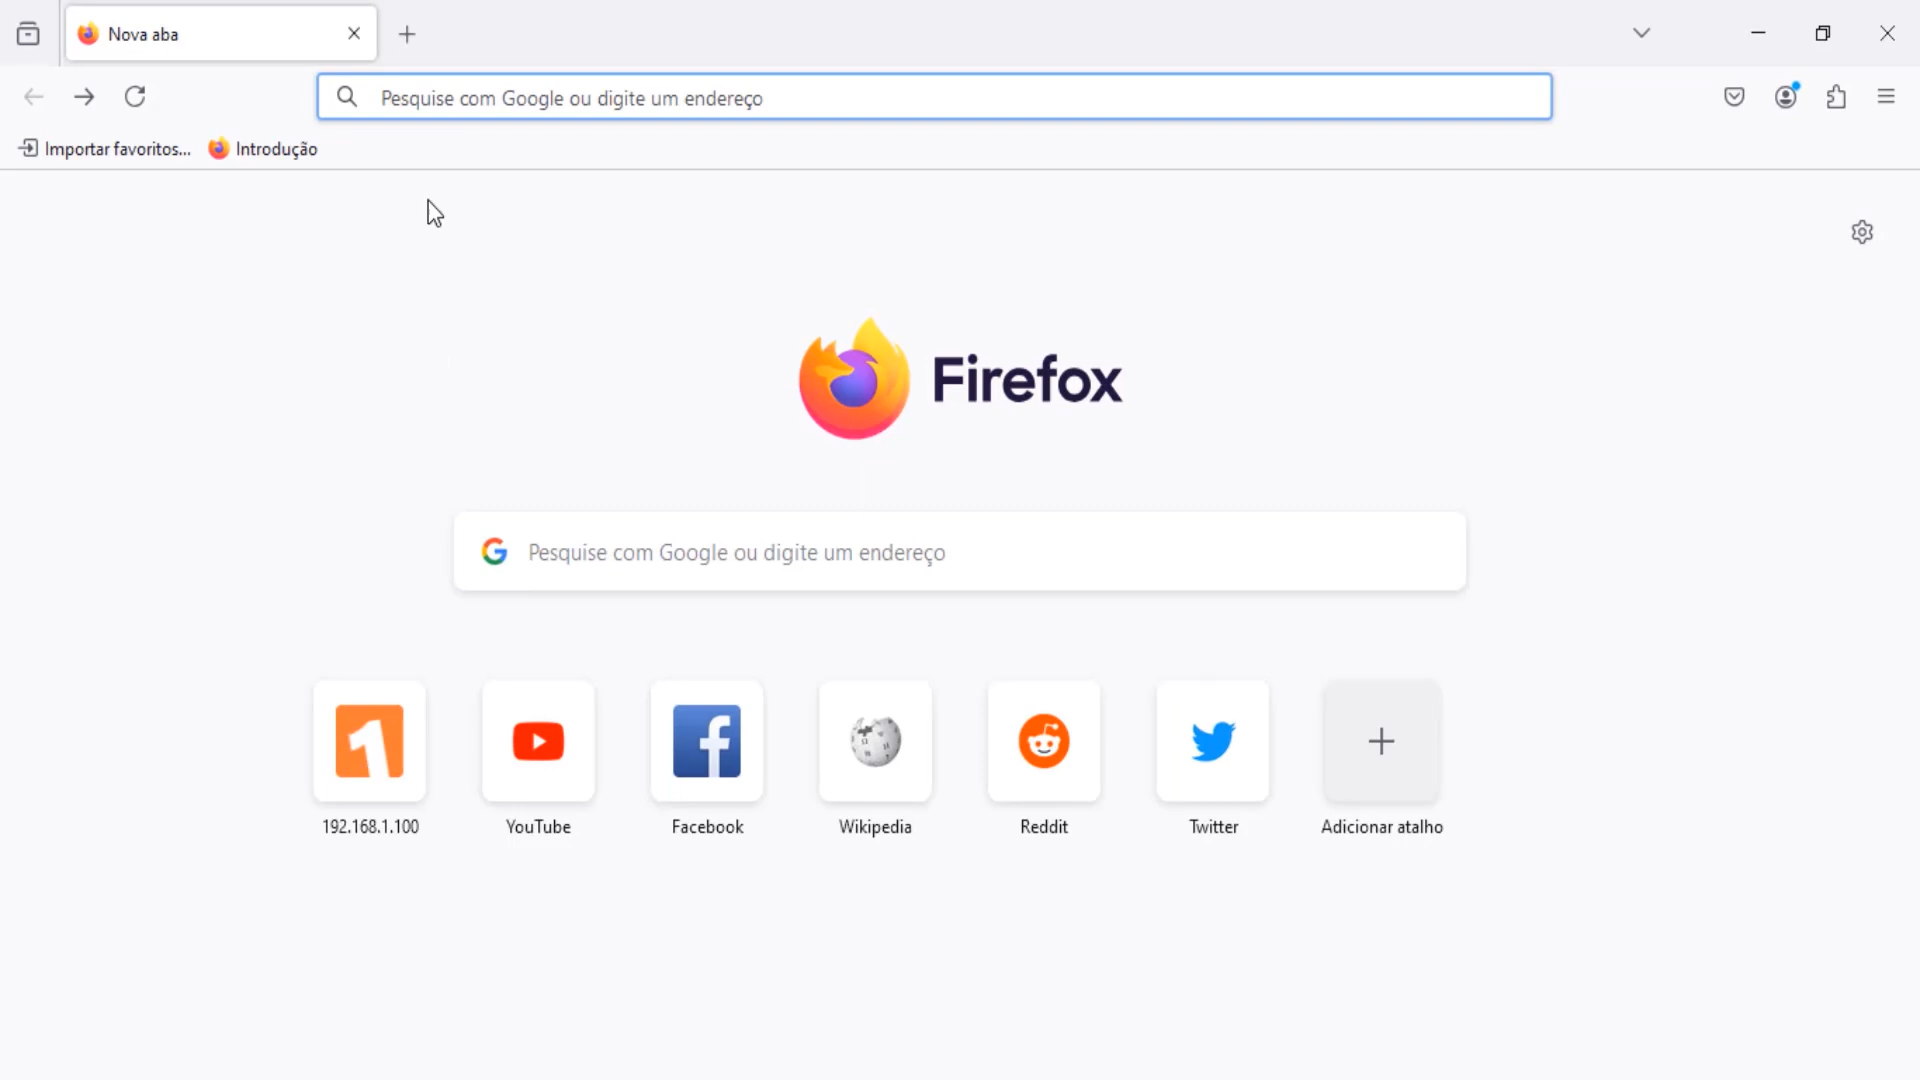 Nova aba
Pesquise com Google ou digite um endereço
Importar favoritos...
Introdução
Firefox
Pesquise com Google ou digite um endereço
192.168.1.100
YouTube
Facebook
Wikipedia
Reddit
Twitter
Adicionar atalho